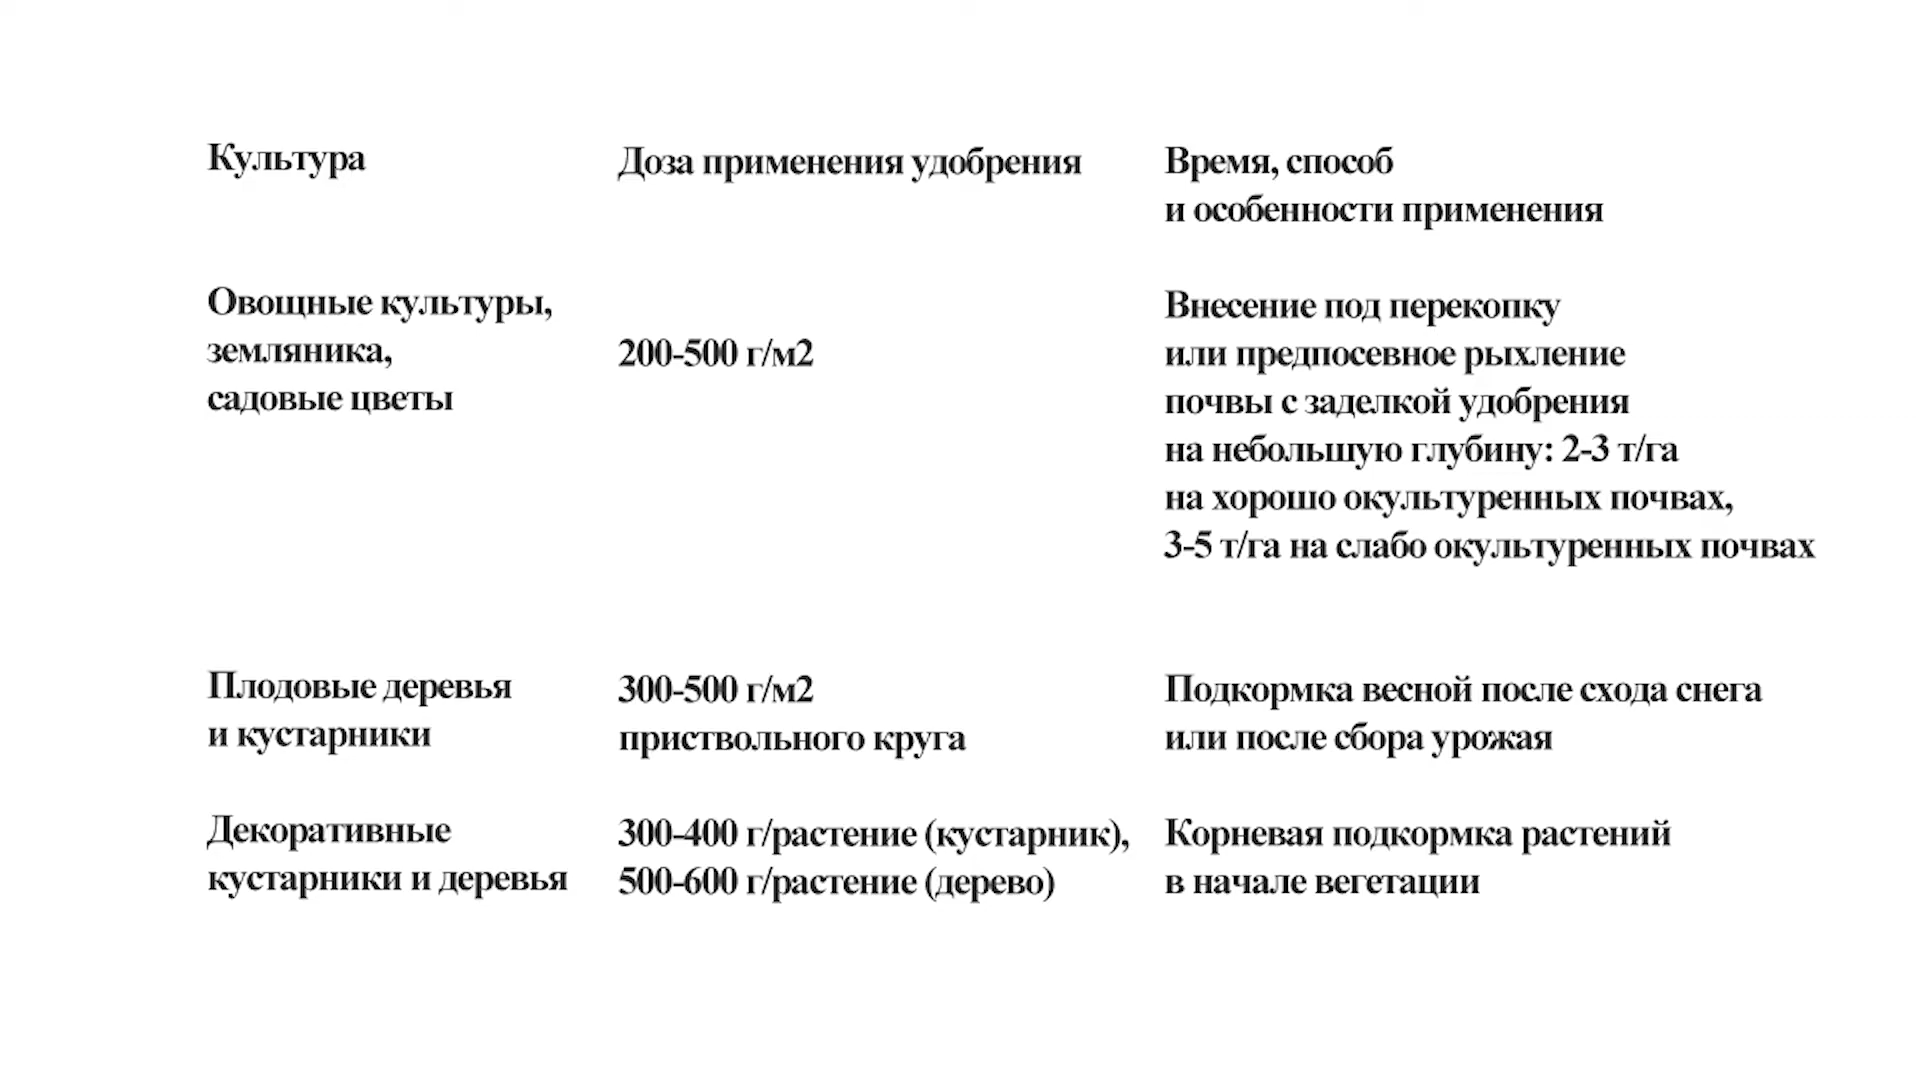 Культура
Доза применения удобрения
Время, способ
и особенности применения
Овощные культуры,
земляника,
садовые цветы
200-500 г/м2
Внесение под перекопку
или предпосевное рыхление
почвы с заделкой удобрения
на небольшую глубину: 2-3 т/га
на хорошо окультуренных почвах,
3-5 т/га на слабо окультуренных почвах
Плодовые деревья
и кустарники
300-500 г/м2
приствольного круга
Подкормка весной после схода снега
или после сбора урожая
Декоративные
кустарники и деревья
300-400 г/растение (кустарник),
500-600 г/растение (дерево)
Корневая подкормка растений
в начале вегетации